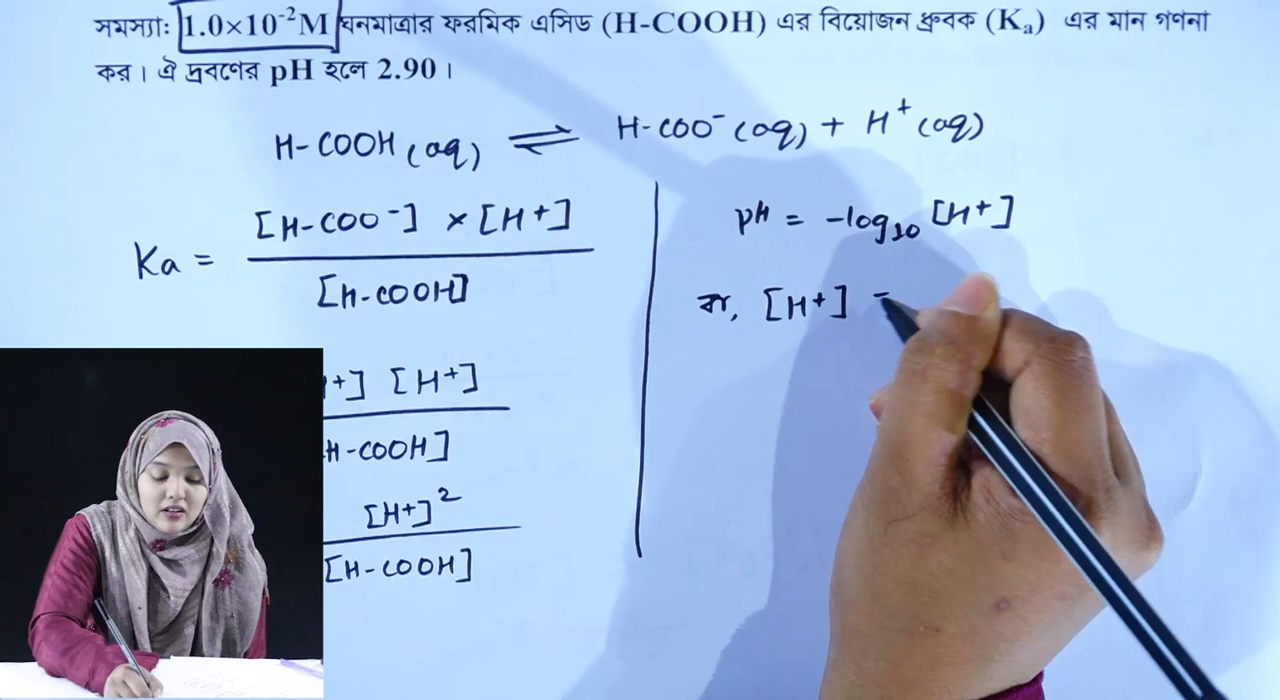 সমস্যাঃ 1.0×10⁻²M ঘনমাত্রার ফরমিক এসিড (H-COOH) এর বিয়োজন ধ্রুবক (Kₐ) এর মান গণনা
কর। ঐ দ্রবণের pH হলে 2.90।
H-COOH(aq) ⇌ H-COO⁻(aq) + H⁺(aq)
Ka = [H-COO⁻] × [H+] / [H-COOH]
+] [H+]
H-COOH]
[H+]²
[H-COOH]
pH = -log₁₀ [H+]
বা, [H+] =